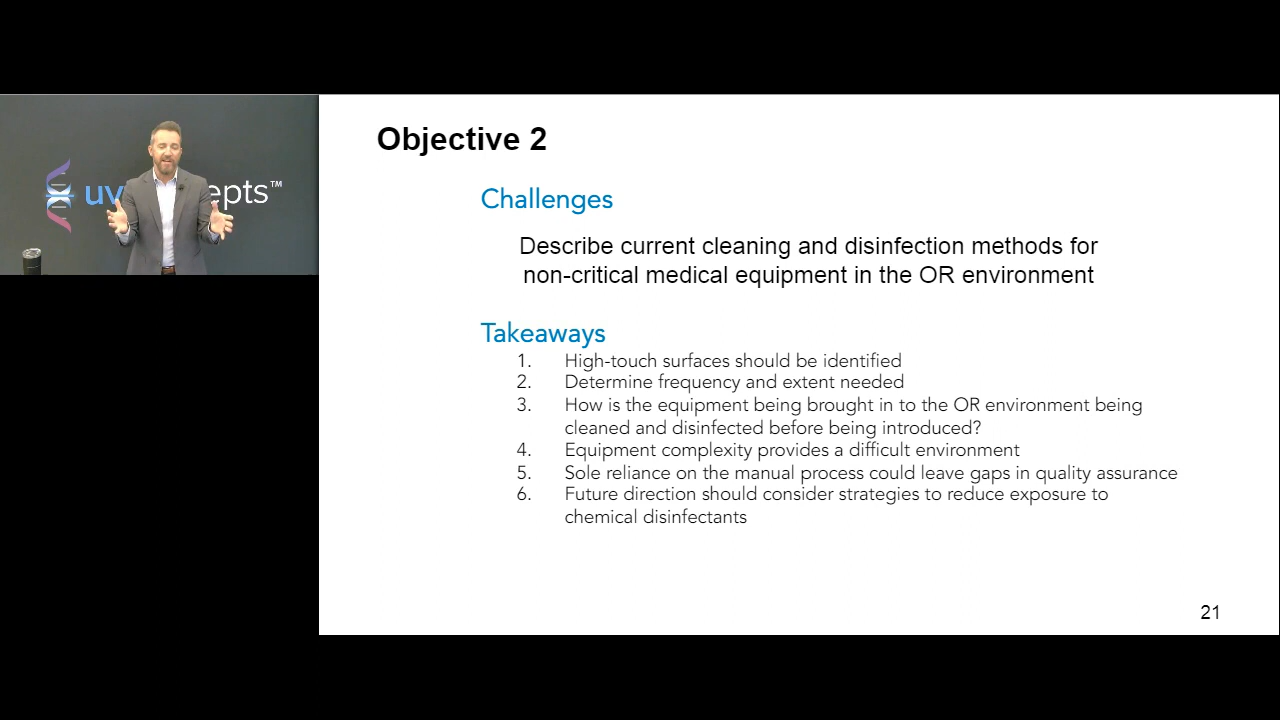 uv epts™
Objective 2
Challenges
Describe current cleaning and disinfection methods for
non-critical medical equipment in the OR environment
Takeaways
1. High-touch surfaces should be identified
2. Determine frequency and extent needed
3. How is the equipment being brought in to the OR environment being
cleaned and disinfected before being introduced?
4. Equipment complexity provides a difficult environment
5. Sole reliance on the manual process could leave gaps in quality assurance
6. Future direction should consider strategies to reduce exposure to
chemical disinfectants
21